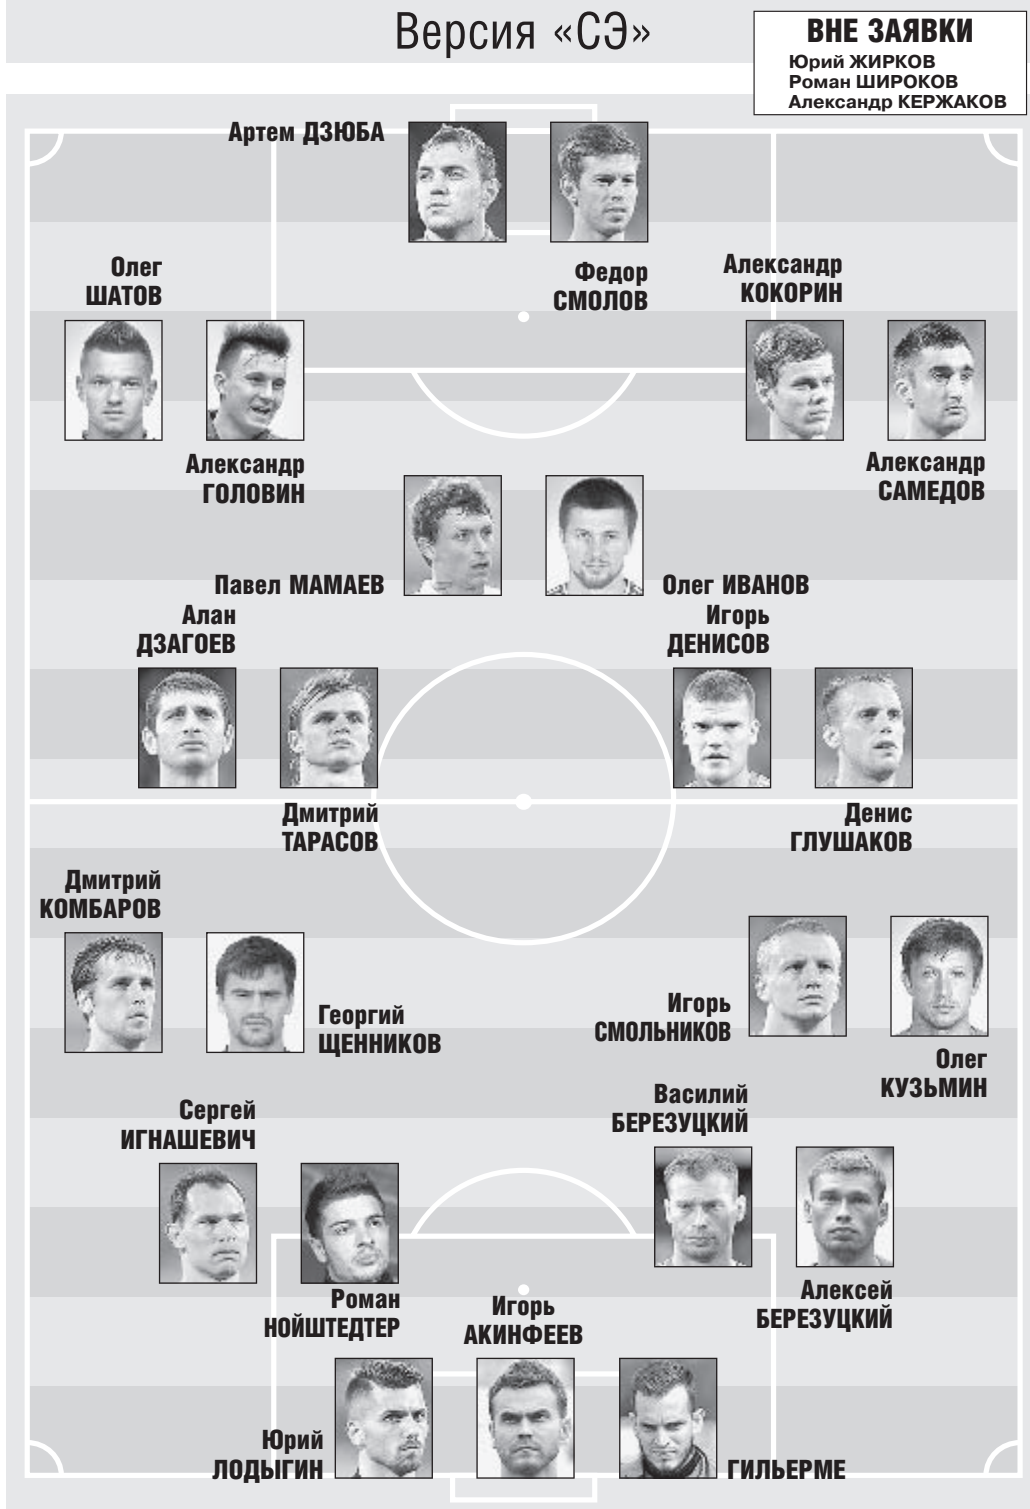 Версия «СЭ»
ВНЕ ЗАЯВКИ
Юрий ЖИРКОВ
Роман ШИРОКОВ
Александр КЕРЖАКОВ
Артем ДЗЮБА
Федор
СМОЛОВ
Олег
ШАТОВ
Александр
ГОЛОВИН
Александр
КОКОРИН
Александр
САМЕДОВ
Павел МАМАЕВ
Олег ИВАНОВ
Алан
ДЗАГОЕВ
Дмитрий
ТАРАСОВ
Игорь
ДЕНИСОВ
Денис
ГЛУШАКОВ
Дмитрий
КОМБАРОВ
Георгий
ЩЕННИКОВ
Игорь
СМОЛЬНИКОВ
Олег
КУЗЬМИН
Сергей
ИГНАШЕВИЧ
Роман
НОЙШТЕДТЕР
Василий
БЕРЕЗУЦКИЙ
Алексей
БЕРЕЗУЦКИЙ
Юрий
ЛОДЫГИН
Игорь
АКИНФЕЕВ
ГИЛЬЕРМЕ